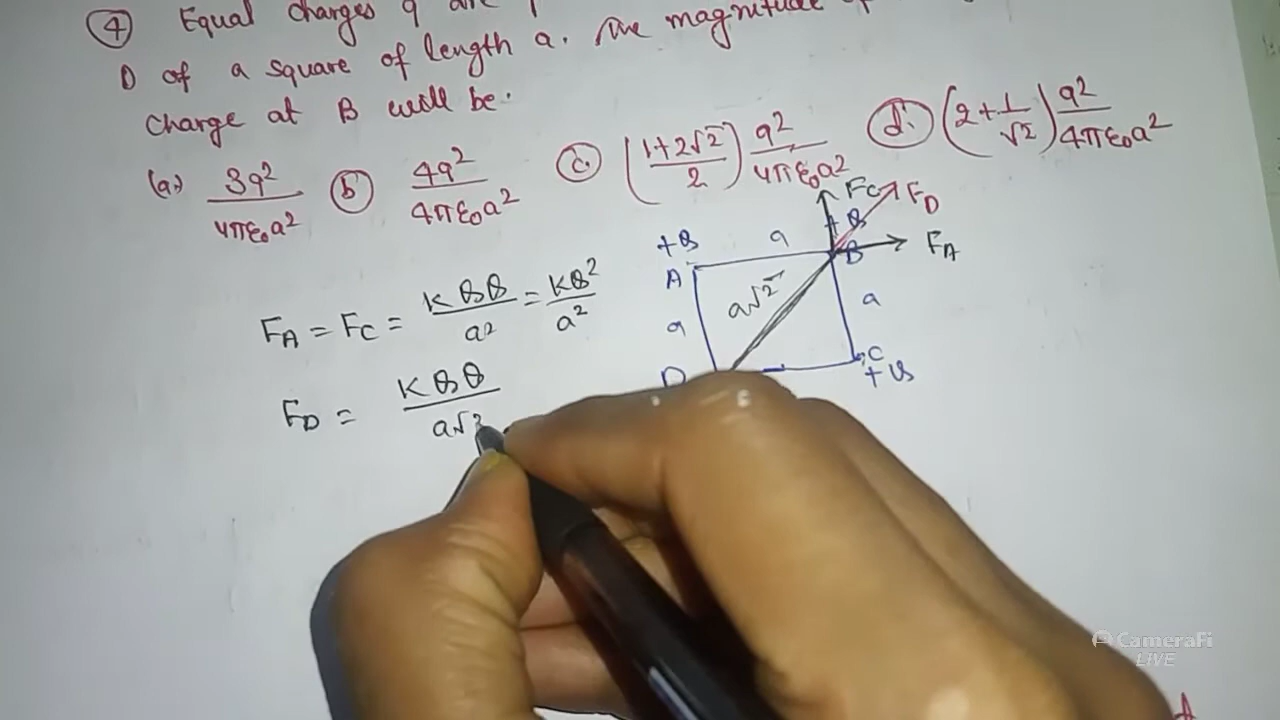 ④ Equal charges q are
D of a square of length a. The magnitude
charge at B will be.
(a.) 3q²/4πε₀a² ⓑ 4q²/4πε₀a² ⓒ. ((1+2√2)/2) q²/4πε₀a² ⓓ. (2+1/√2) q²/4πε₀a²
F_C F_D
+Q a +Q
A B F_A
F_A = F_C = KQQ/a² = KQ²/a²
a a√2 a
F_D = KQQ/a√2
D C
+Q
CameraFi
LIVE